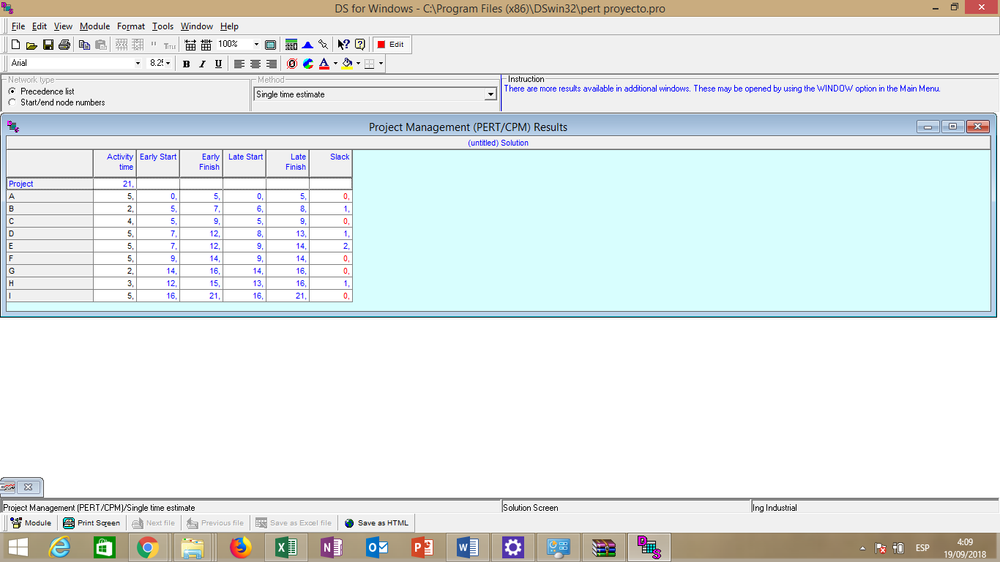 DS for Windows - C:\Program Files (x86)\DSwin32\pert proyecto.pro
File Edit View Module Format Tools Window Help
TITLE 100% Edit
Arial 8.2 B I U A
Network type
Precedence list
Start/end node numbers
Method
Single time estimate
Instruction
There are more results available in additional windows. These may be opened by using the WINDOW option in the Main Menu.
Project Management (PERT/CPM) Results
(untitled) Solution
Activity time Early Start Early Finish Late Start Late Finish Slack
Project 21,
A 5, 0, 5, 0, 5, 0,
B 2, 5, 7, 6, 8, 1,
C 4, 5, 9, 5, 9, 0,
D 5, 7, 12, 8, 13, 1,
E 5, 7, 12, 9, 14, 2,
F 5, 9, 14, 9, 14, 0,
G 2, 14, 16, 14, 16, 0,
H 3, 12, 15, 13, 16, 1,
I 5, 16, 21, 16, 21, 0,
Project Management (PERT/CPM)/Single time estimate Solution Screen Ing Industrial
Module Print Screen Next file Previous file Save as Excel file Save as HTML
ESP 4:09
19/09/2018